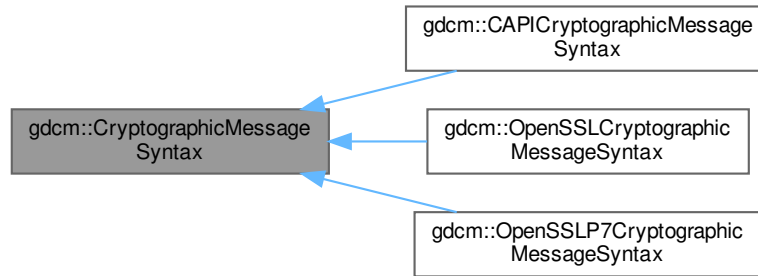 gdcm::CAPICryptographicMessage
Syntax
gdcm::CryptographicMessage
Syntax
gdcm::OpenSSLCryptographic
MessageSyntax
gdcm::OpenSSLP7Cryptographic
MessageSyntax